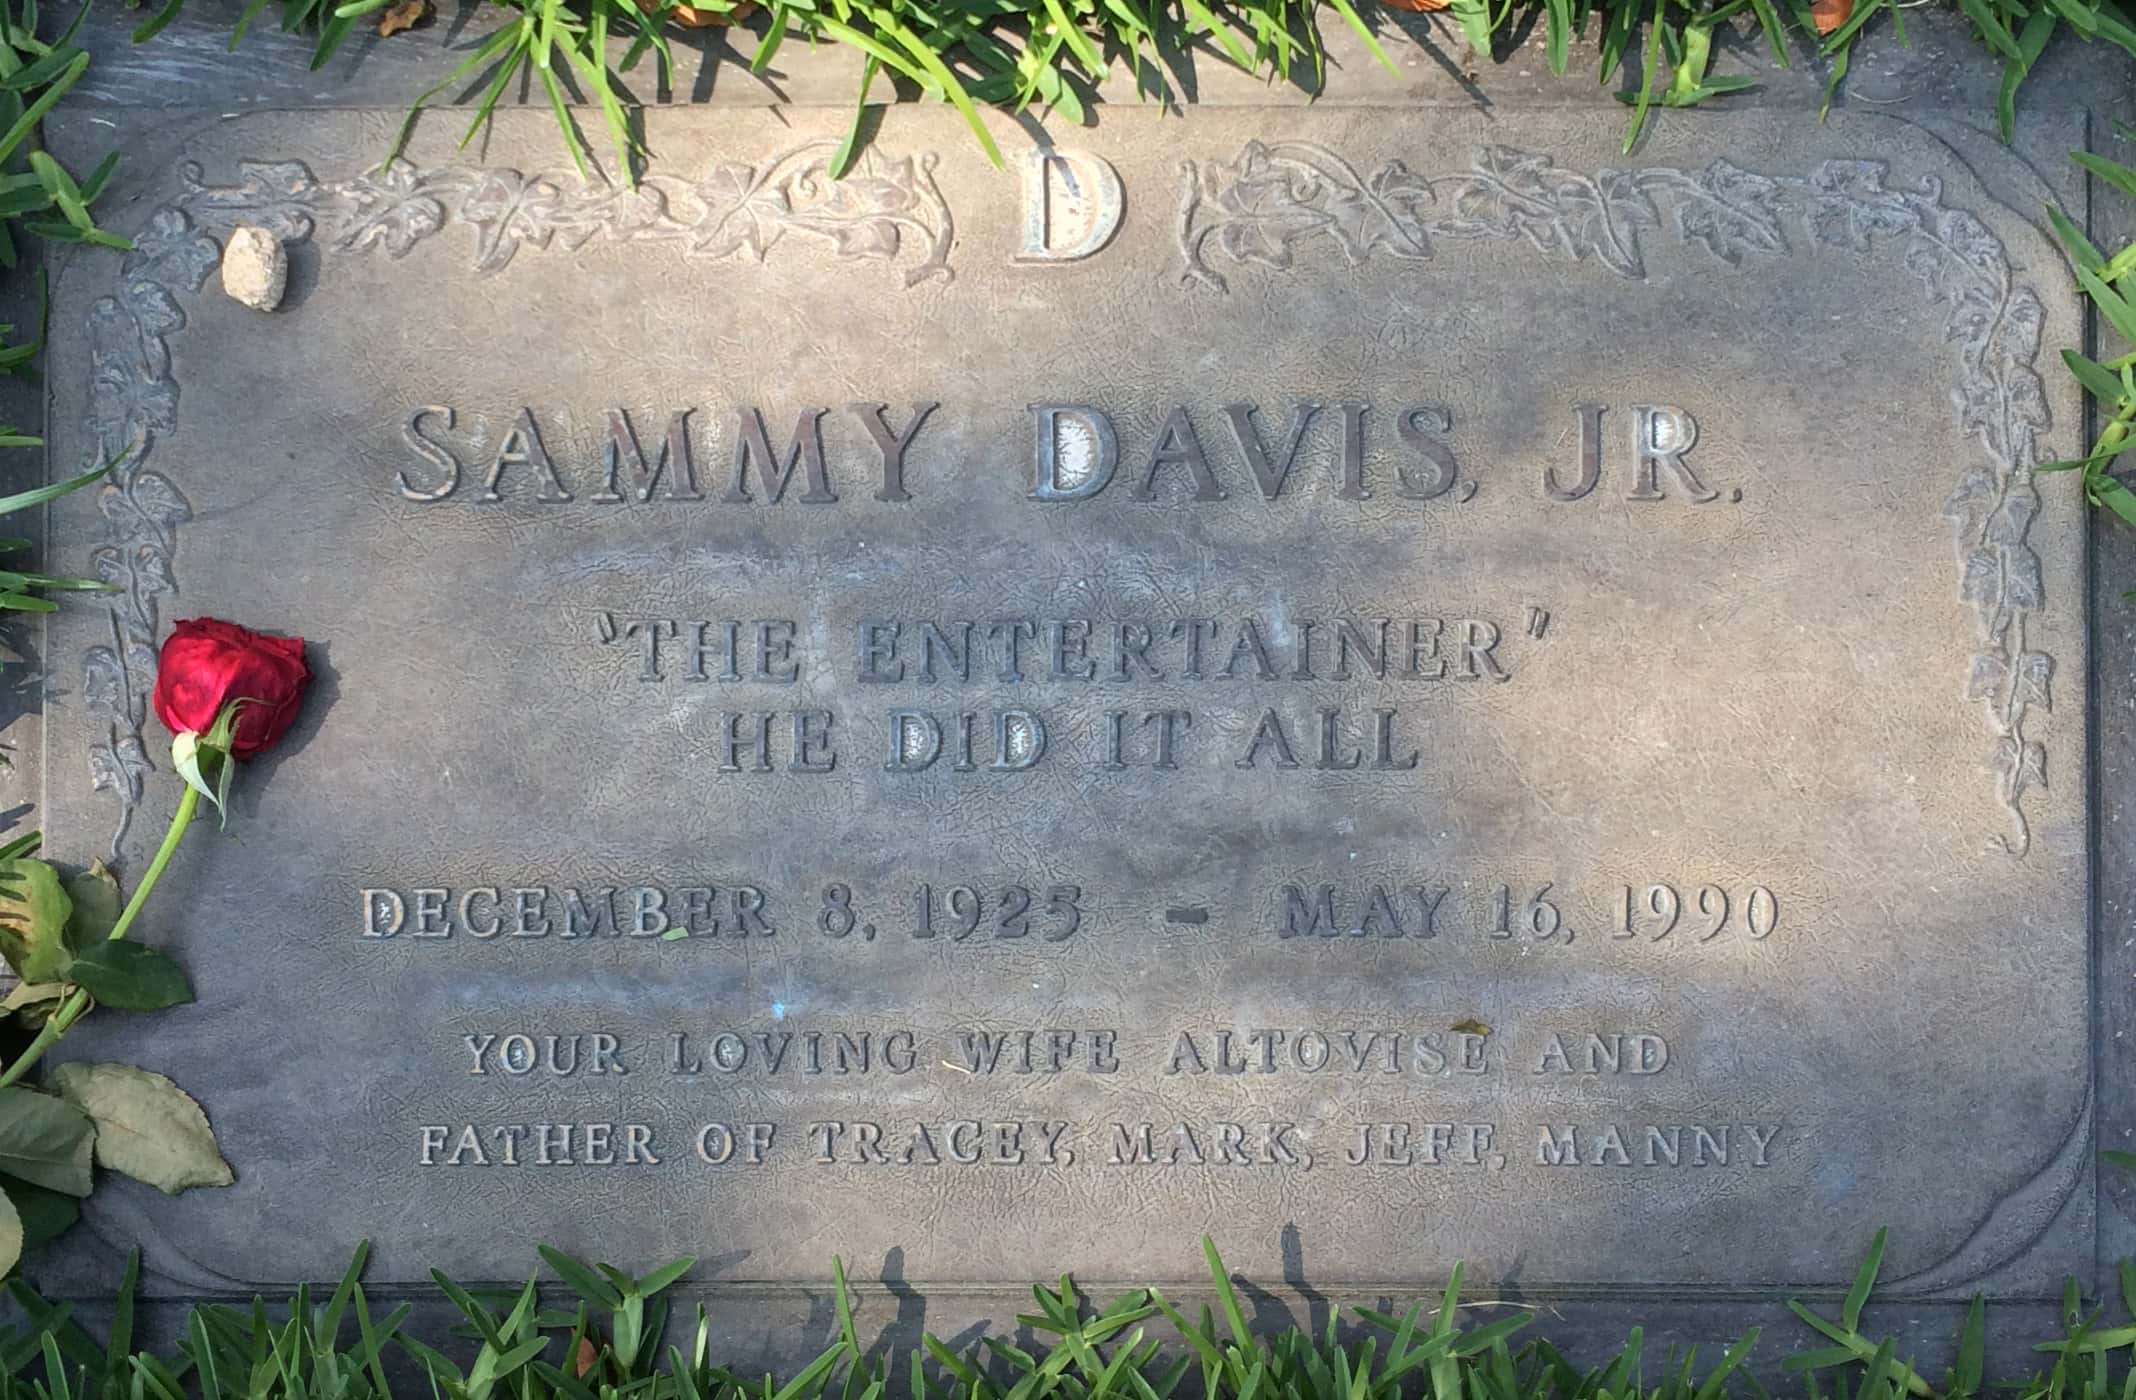 D
SAMMY DAVIS, JR.
"THE ENTERTAINER"
HE DID IT ALL
DECEMBER 8, 1925 - MAY 16, 1990
YOUR LOVING WIFE ALTOVISE AND
FATHER OF TRACEY, MARK, JEFF, MANNY